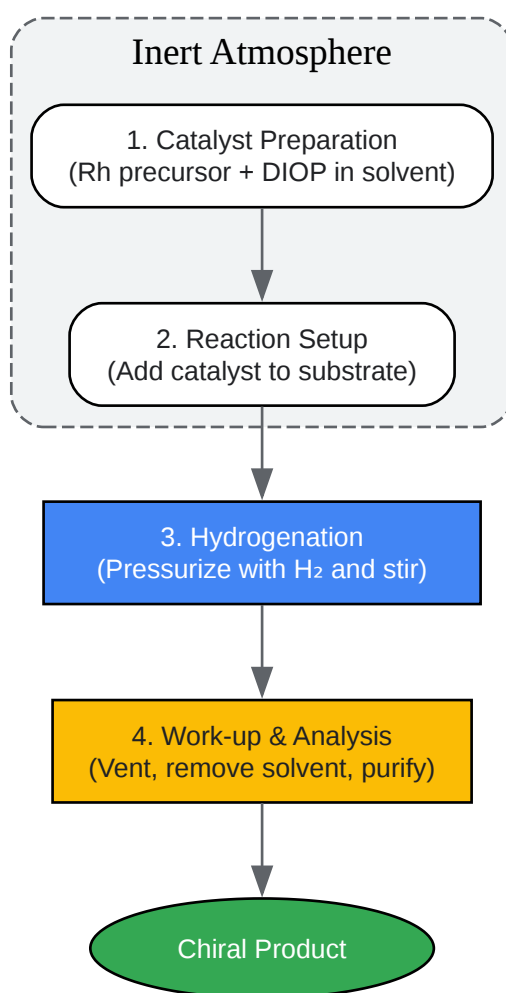 Inert Atmosphere
1. Catalyst Preparation
(Rh precursor + DIOP in solvent)
2. Reaction Setup
(Add catalyst to substrate)
3. Hydrogenation
(Pressurize with H₂ and stir)
4. Work-up & Analysis
(Vent, remove solvent, purify)
Chiral Product